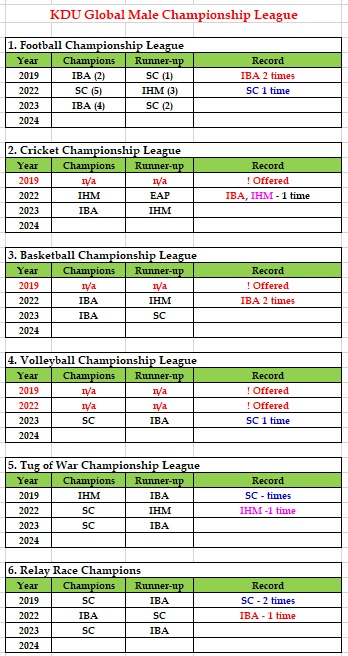 KDU Global Male Championship League
1. Football Championship League
Year Champions Runner-up Record
2019 IBA (2) SC (1) IBA 2 times
2022 SC (5) IHM (3) SC 1 time
2023 IBA (4) SC (2)
2024
2. Cricket Championship League
Year Champions Runner-up Record
2019 n/a n/a ! Offered
2022 IHM EAP IBA, IHM - 1 time
2023 IBA IHM
2024
3. Basketball Championship League
Year Champions Runner-up Record
2019 n/a n/a ! Offered
2022 IBA IHM IBA 2 times
2023 IBA SC
2024
4. Volleyball Championship League
Year Champions Runner-up Record
2019 n/a n/a ! Offered
2022 n/a n/a ! Offered
2023 SC IBA SC 1 time
2024
5. Tug of War Championship League
Year Champions Runner-up Record
2019 IHM IBA SC - times
2022 SC IHM IHM -1 time
2023 SC IBA
2024
6. Relay Race Champions
Year Champions Runner-up Record
2019 SC IBA SC - 2 times
2022 IBA SC IBA - 1 time
2023 SC IBA
2024